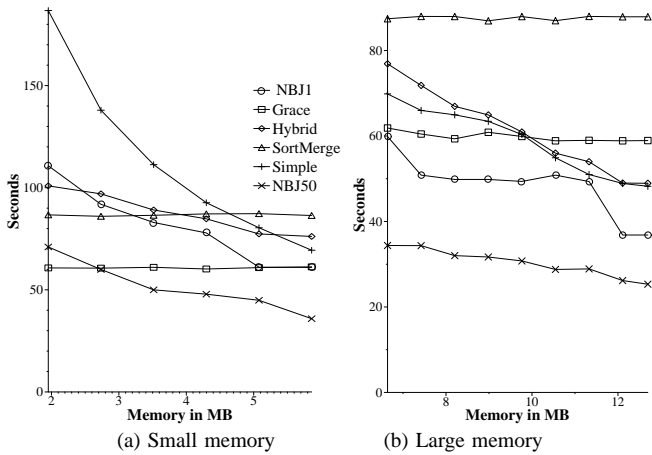 150
100
50
0
Seconds
NBJ1
Grace
Hybrid
SortMerge
Simple
NBJ50
2
3
4
5
Memory in MB
(a) Small memory
80
60
40
20
0
Seconds
8
10
12
Memory in MB
(b) Large memory